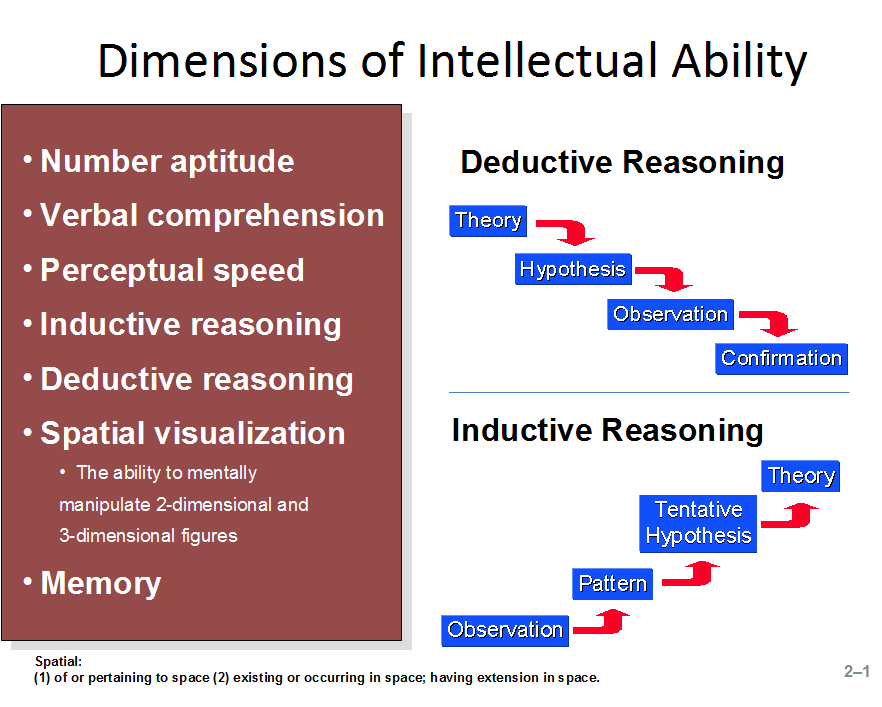 Dimensions of Intellectual Ability
• Number aptitude
• Verbal comprehension
• Perceptual speed
• Inductive reasoning
• Deductive reasoning
• Spatial visualization
• The ability to mentally
manipulate 2-dimensional and
3-dimensional figures
• Memory
Deductive Reasoning
Theory
Hypothesis
Observation
Confirmation
Inductive Reasoning
Theory
Tentative
Hypothesis
Pattern
Observation
Spatial:
(1) of or pertaining to space (2) existing or occurring in space; having extension in space.
2–1